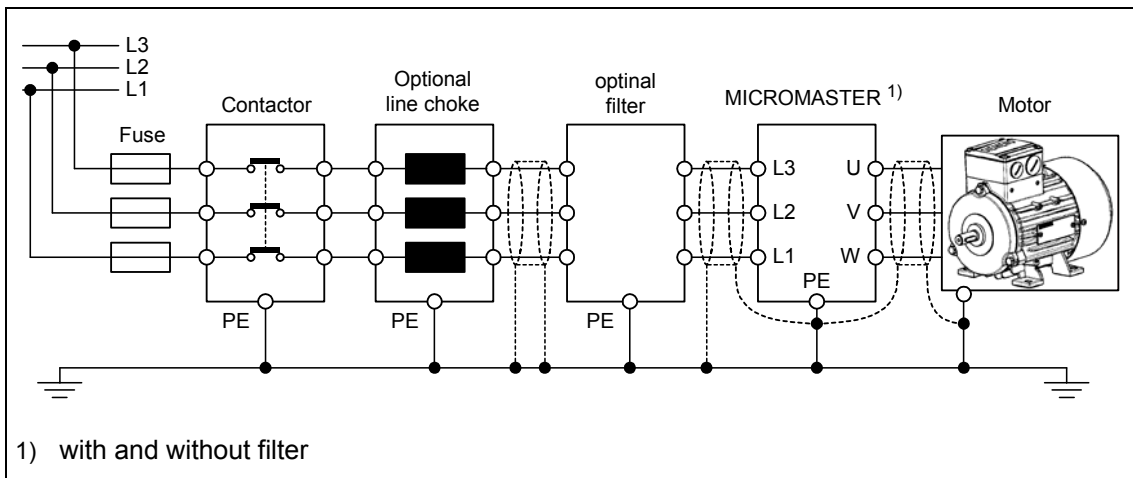 L3
L2
L1
Fuse
Contactor
Optional
line choke
optinal
filter
MICROMASTER 1)
Motor
L3
U
L2
V
L1
W
PE
PE
PE
PE
1) with and without filter